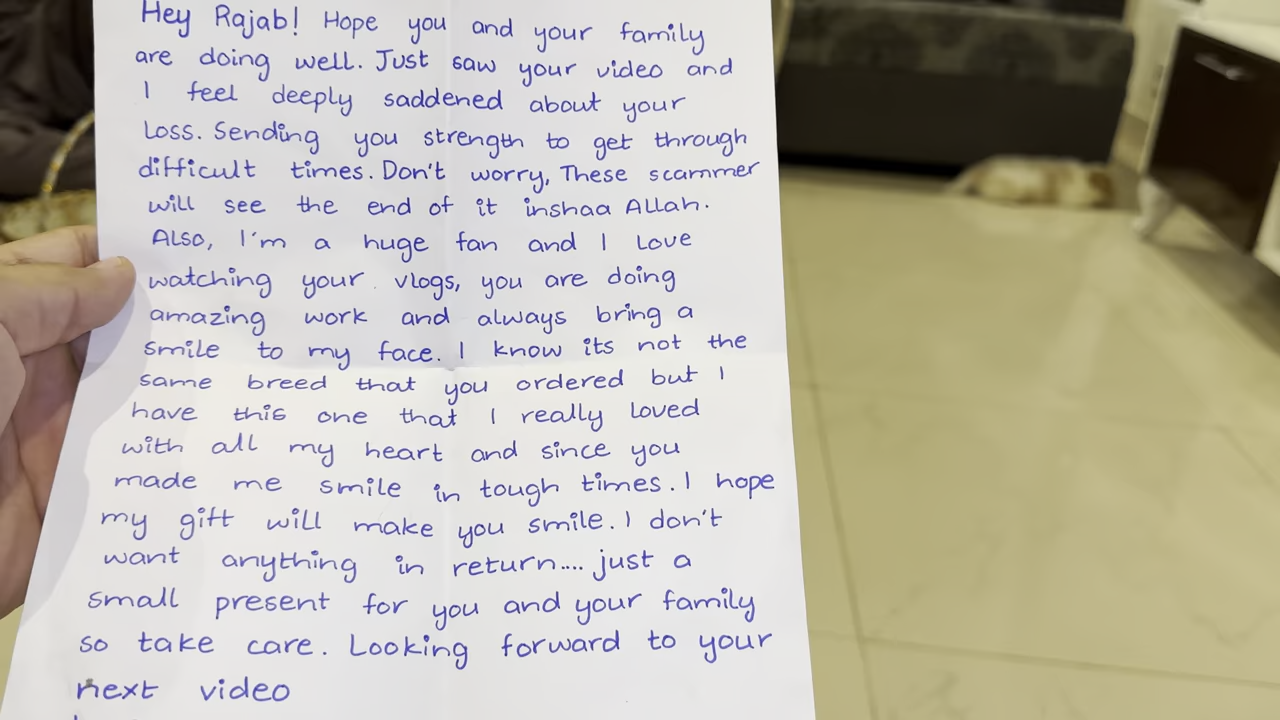 Hey Rajab! Hope you and your family
are doing well. Just saw your video and
I feel deeply saddened about your
Loss. Sending you strength to get through
difficult times. Don't worry, These scammer
will see the end of it inshaa Allah.
Also, I'm a huge fan and I Love
watching your vlogs, you are doing
amazing work and always bring a
smile to my face. I know its not the
same breed that you ordered but I
have this one that I really loved
with all my heart and since you
made me smile in tough times. I hope
my gift will make you smile. I don't
want anything in return.... just a
small present for you and your family
so take care. Looking forward to your
next video